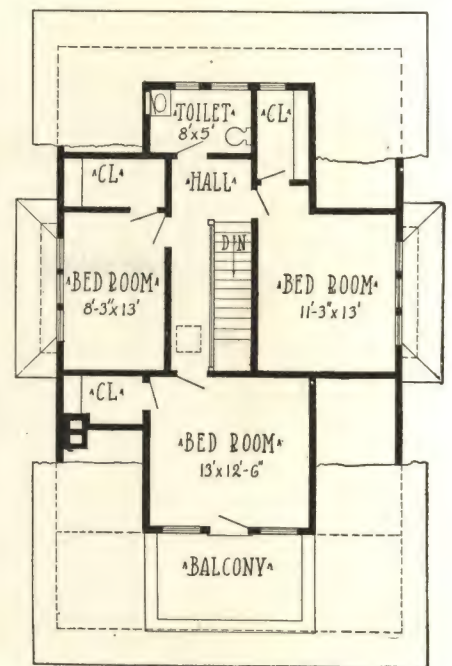 TOILET
8'x5'
CL
CL
HALL
DN
BED ROOM
8'-3"x13'
BED ROOM
11'-3"x13'
CL
BED ROOM
13'x12'-6"
BALCONY